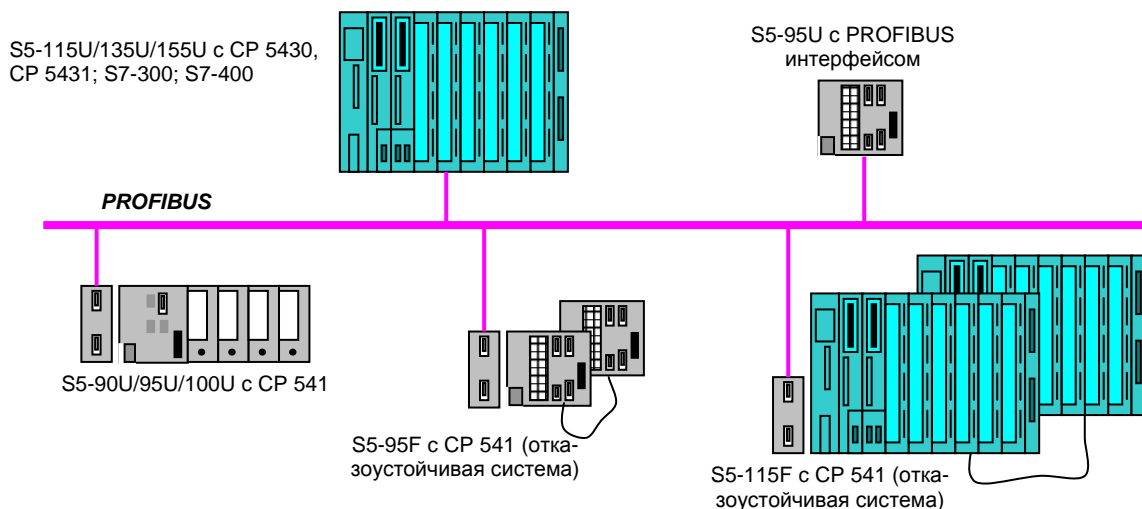 S5-115U/135U/155U с CP 5430,
CP 5431; S7-300; S7-400
S5-95U с PROFIBUS
интерфейсом
PROFIBUS
S5-90U/95U/100U с CP 541
S5-95F с CP 541 (отка-
зоустойчивая система)
S5-115F с CP 541 (отка-
зоустойчивая система)